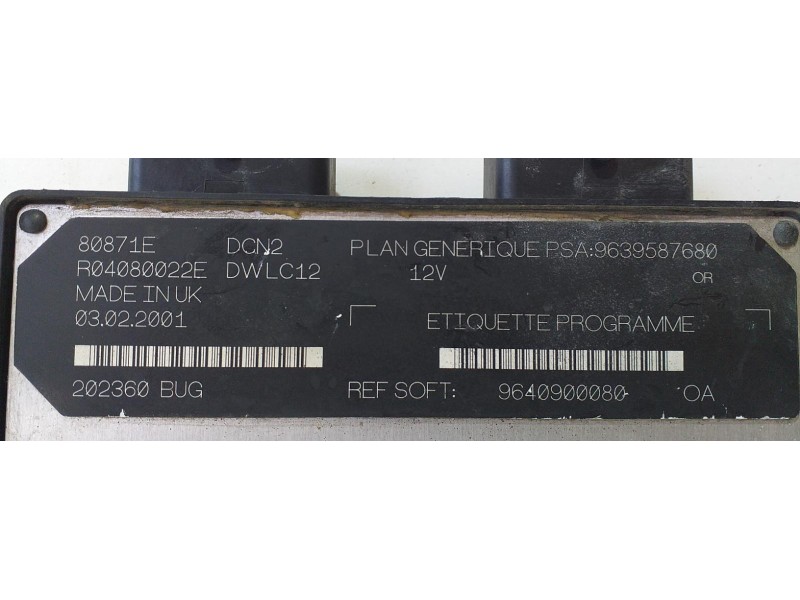 80871E DCN2 PLAN GENERIQUE PSA:9639587680
R04080022E DWLC12 12V OR
MADE IN UK
03.02.2001 ETIQUETTE PROGRAMME
202360 BUG REF SOFT: 9640900080 OA